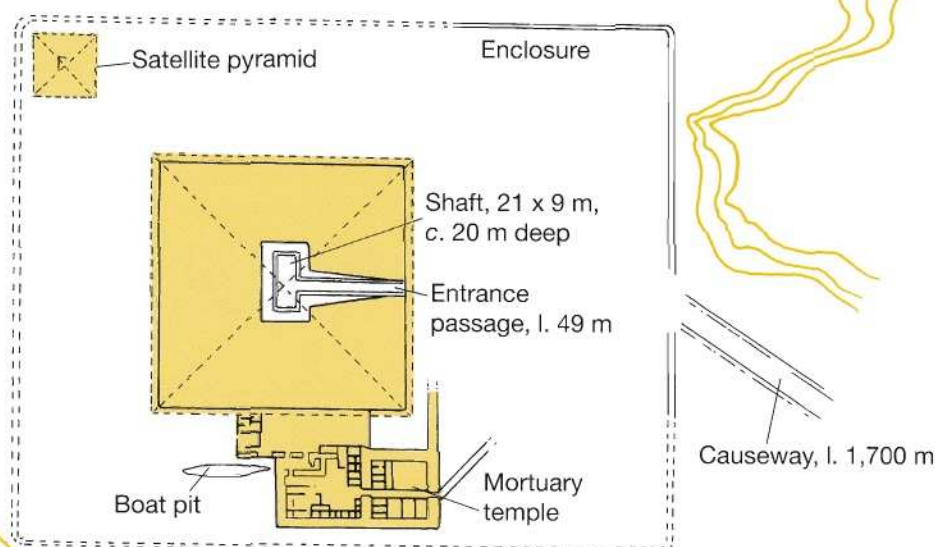 Enclosure
Satellite pyramid
Shaft, 21 x 9 m,
c. 20 m deep
Entrance
passage, l. 49 m
Causeway, l. 1,700 m
Boat pit
Mortuary
temple